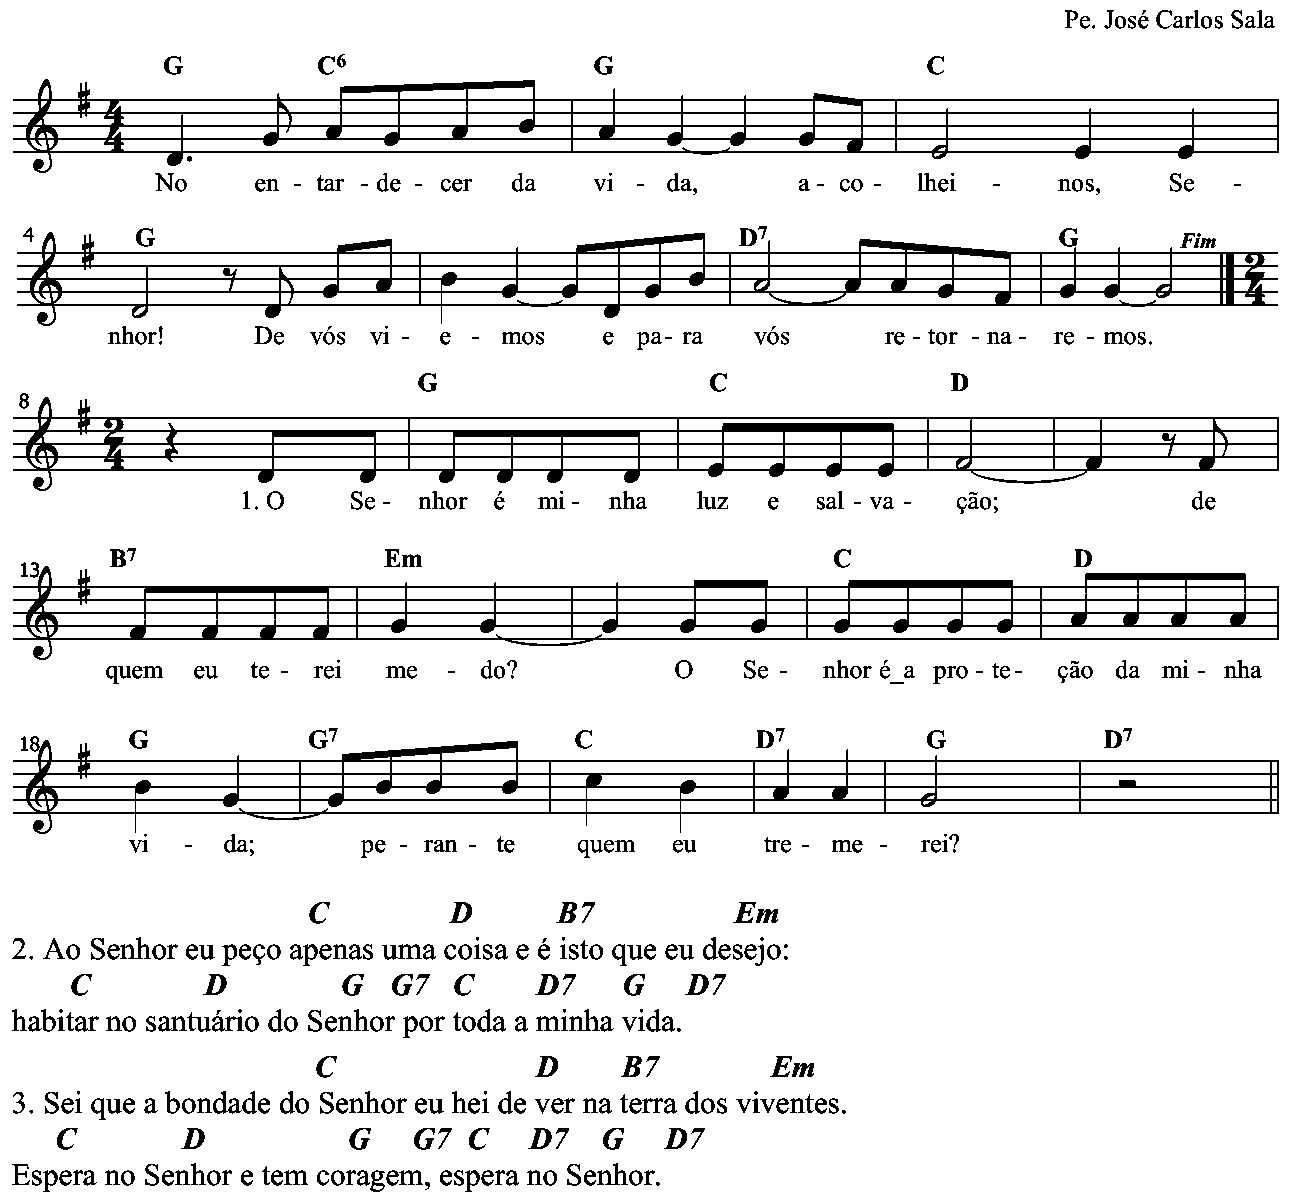 Pe. José Carlos Sala
G C6 G C
4 4
No en - tar - de - cer da vi - da, a - co - lhei - nos, Se -
4 G D7 G Fim
2 4
nhor! De vós vi - e - mos e pa - ra vós re - tor - na - re - mos.
8 G C D
2 4
1. O Se - nhor é mi - nha luz e sal - va - ção; de
13 B7 Em C D
quem eu te - rei me - do? O Se - nhor é_a pro - te - ção da mi - nha
18 G G7 C D7 G D7
vi - da; pe - ran - te quem eu tre - me - rei?
C D B7 Em
2. Ao Senhor eu peço apenas uma coisa e é isto que eu desejo:
C D G G7 C D7 G D7
habitar no santuário do Senhor por toda a minha vida.
C D B7 Em
3. Sei que a bondade do Senhor eu hei de ver na terra dos viventes.
C D G G7 C D7 G D7
Espera no Senhor e tem coragem, espera no Senhor.